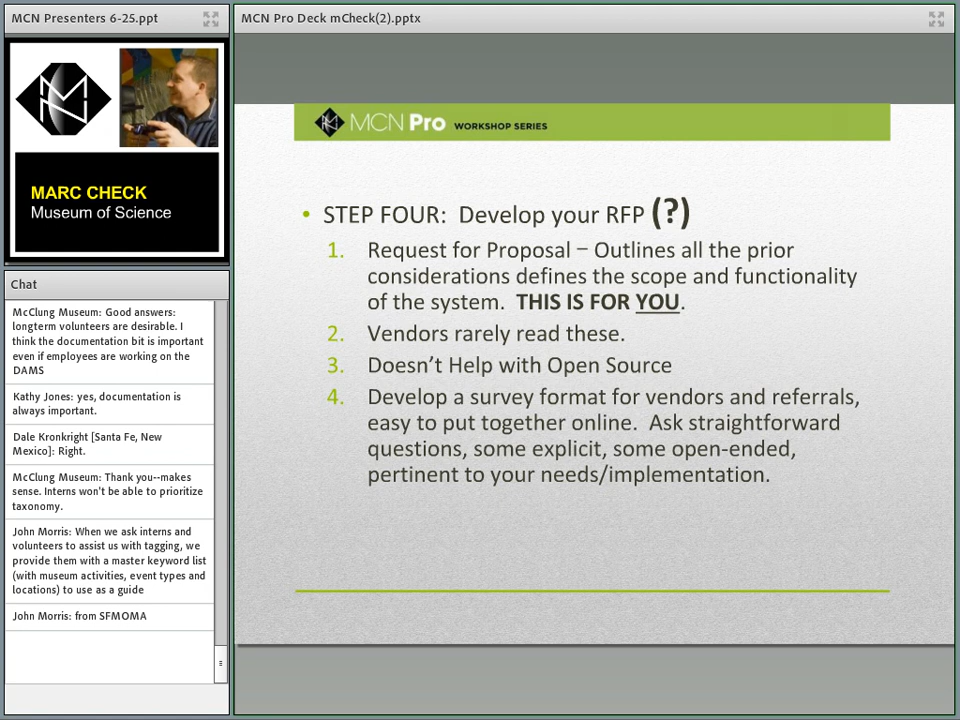 MCN Presenters 6-25.ppt
MARC CHECK
Museum of Science
Chat
McClung Museum: Good answers:
longterm volunteers are desirable. I
think the documentation bit is important
even if employees are working on the
DAMS
Kathy Jones: yes, documentation is
always important.
Dale Kronkright [Santa Fe, New
Mexico]: Right.
McClung Museum: Thank you--makes
sense. Interns won't be able to prioritize
taxonomy.
John Morris: When we ask interns and
volunteers to assist us with tagging, we
provide them with a master keyword list
(with museum activities, event types and
locations) to use as a guide
John Morris: from SFMOMA
MCN Pro Deck mCheck(2).pptx
MCN Pro WORKSHOP SERIES
• STEP FOUR: Develop your RFP (?)
1. Request for Proposal – Outlines all the prior
considerations defines the scope and functionality
of the system. THIS IS FOR YOU.
2. Vendors rarely read these.
3. Doesn't Help with Open Source
4. Develop a survey format for vendors and referrals,
easy to put together online. Ask straightforward
questions, some explicit, some open-ended,
pertinent to your needs/implementation.